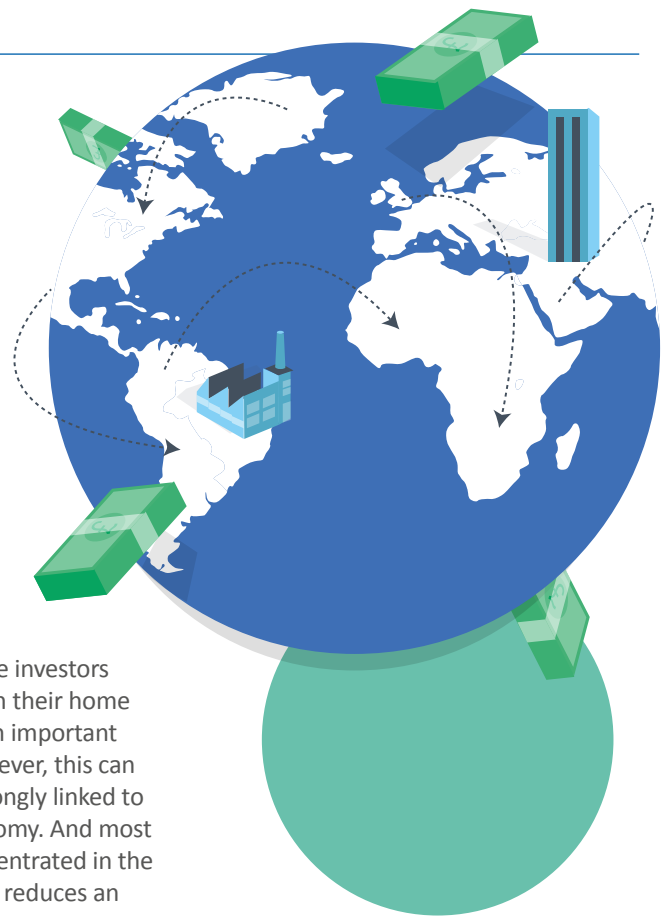 e investors
n their home
n important
ever, this can
ongly linked to
omy. And most
entrated in the
reduces an